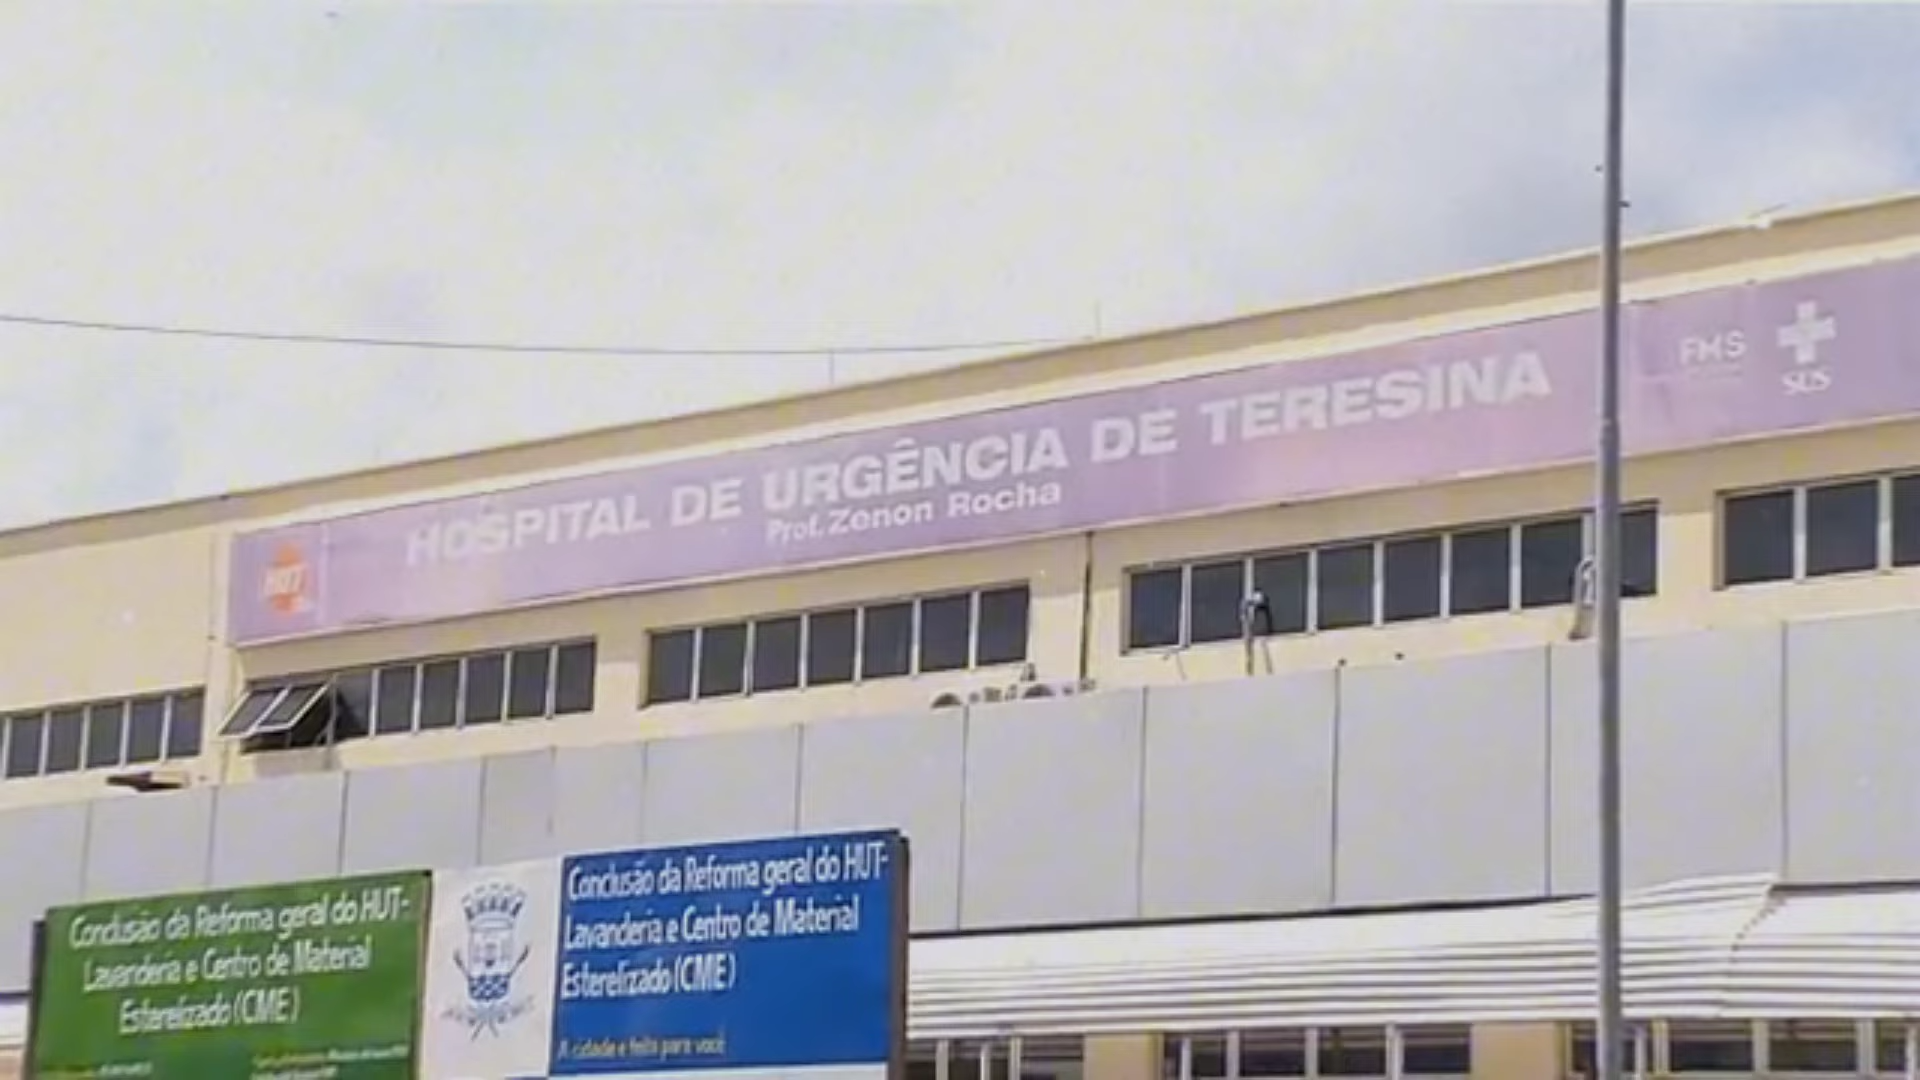 HOSPITAL DE URGÊNCIA DE TERESINA
Prof. Zenon Rocha
HUT
FMS
SUS
Conclusão da Reforma geral do HUT-
Lavanderia e Centro de Material
Esterelizado (CME)
Conclusão da Reforma geral do HUT-
Lavanderia e Centro de Material
Esterelizado (CME)
A cidade e feita para você